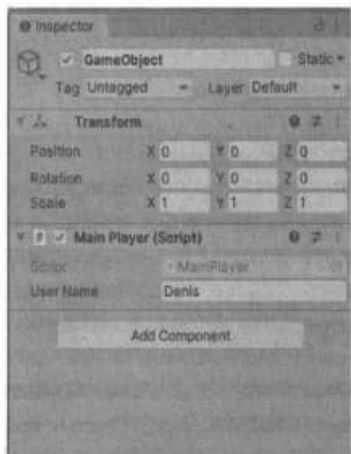 Inspector
GameObject Static
Tag Untagged Layer Default
Transform
Position X 0 Y 0 Z 0
Rotation X 0 Y 0 Z 0
Scale X 1 Y 1 Z 1
# Main Player (Script)
Script MainPlayer
User Name Denis
Add Component